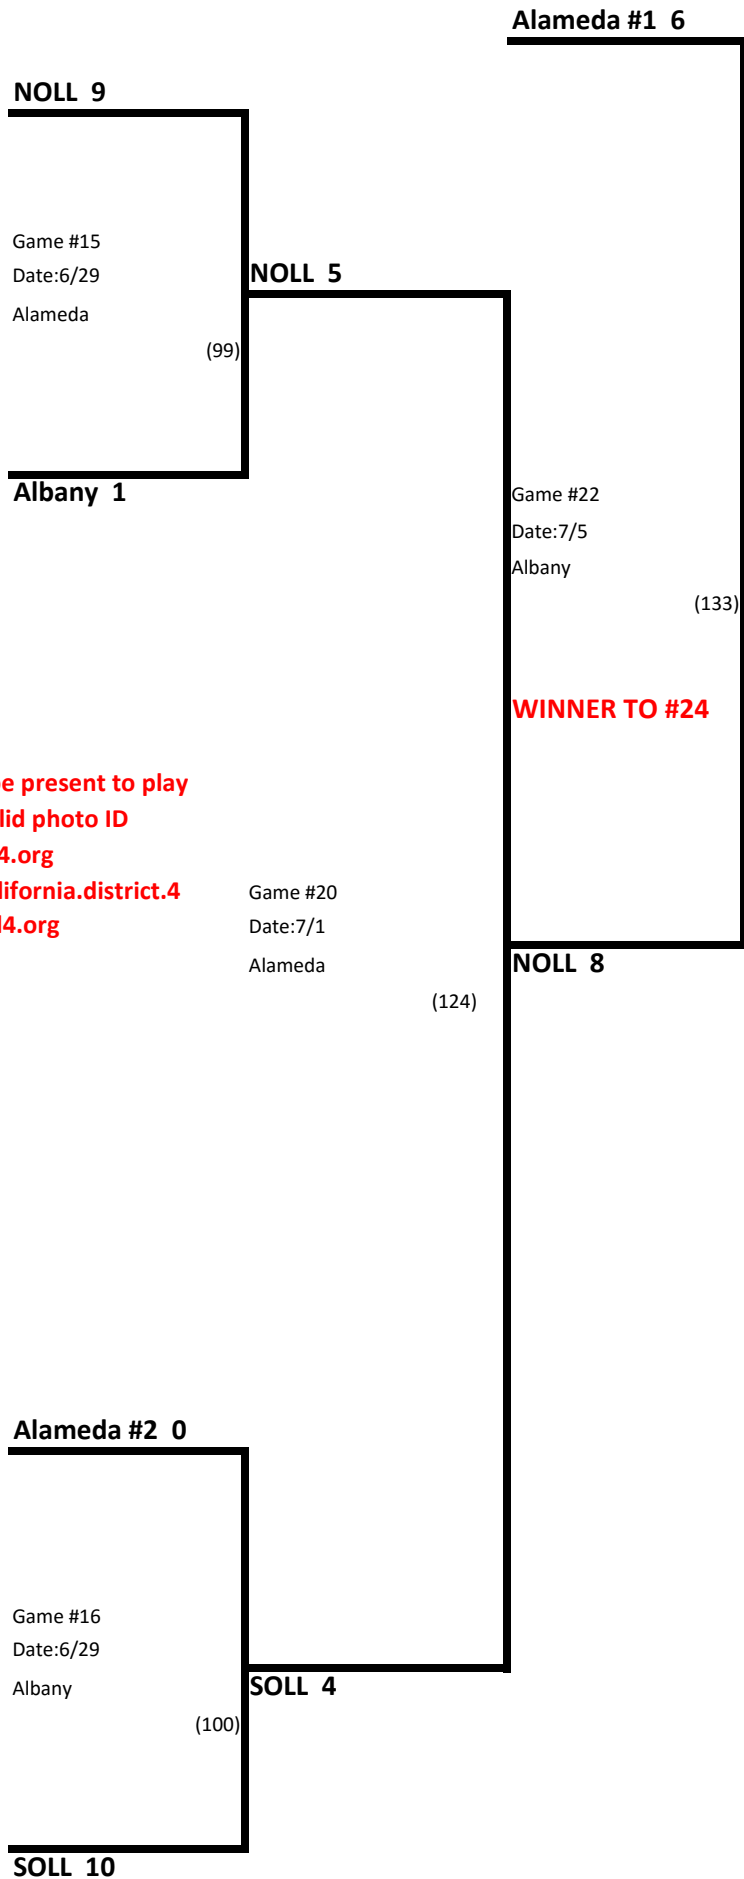 Alameda #1 6
NOLL 9
Game #15
Date:6/29
NOLL 5
Alameda
(99)
Albany 1
Game #22
Date:7/5
Albany
(133)
WINNER TO #24
present to play
photo ID
4.org
district.4
Game #20
4.org
Date:7/1
Alameda
NOLL 8
(124)
Alameda #2 0
Game #16
Date:6/29
Albany
SOLL 4
(100)
SOLL 10